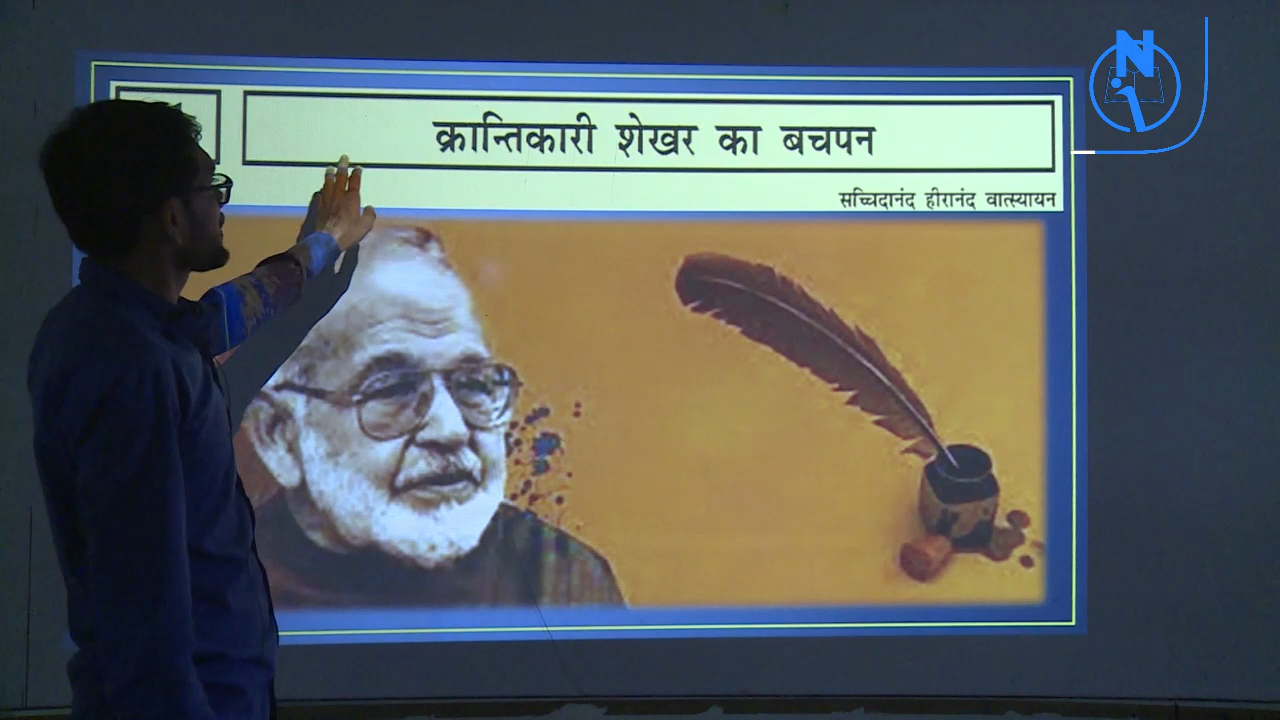 क्रान्तिकारी शेखर का बचपन
सच्चिदानंद हीरानंद वात्स्यायन